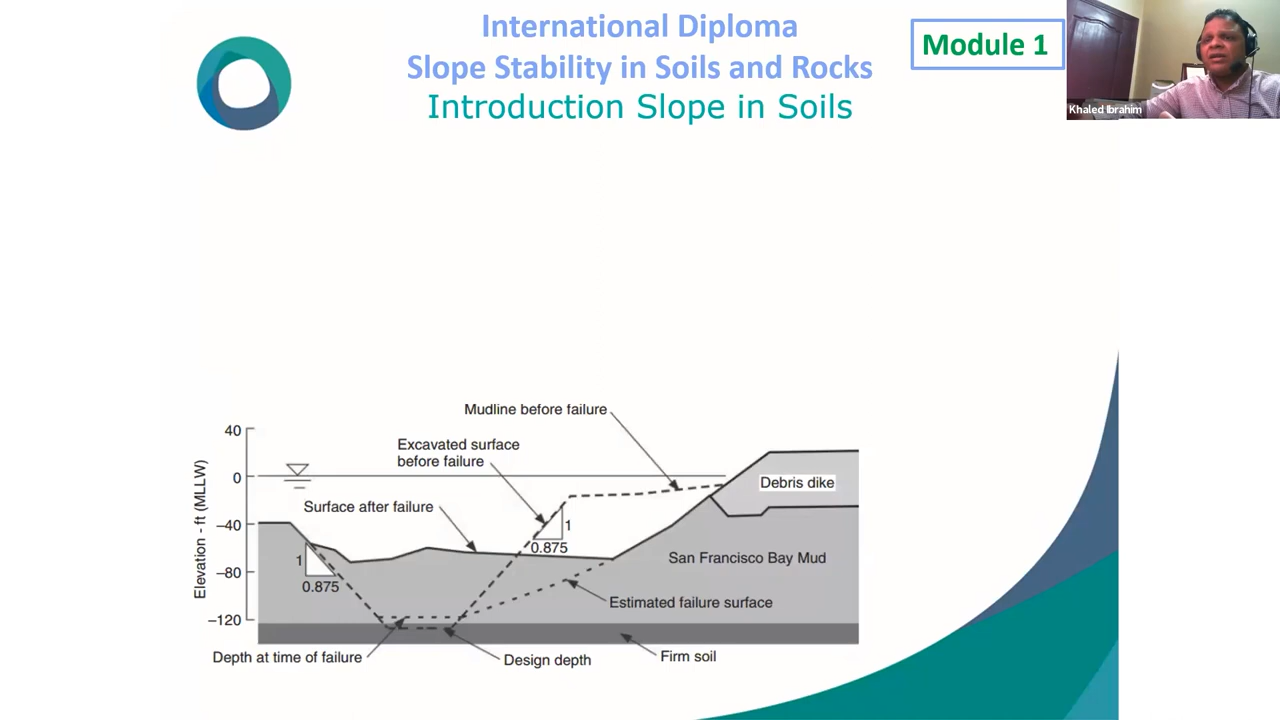 International Diploma
Slope Stability in Soils and Rocks
Introduction Slope in Soils
Module 1
Khaled Ibrahim
Mudline before failure
Excavated surface
before failure
Surface after failure
Debris dike
San Francisco Bay Mud
Estimated failure surface
Depth at time of failure
Design depth
Firm soil
Elevation - ft (MLLW)
40
0
−40
−80
−120
1
0.875
1
0.875